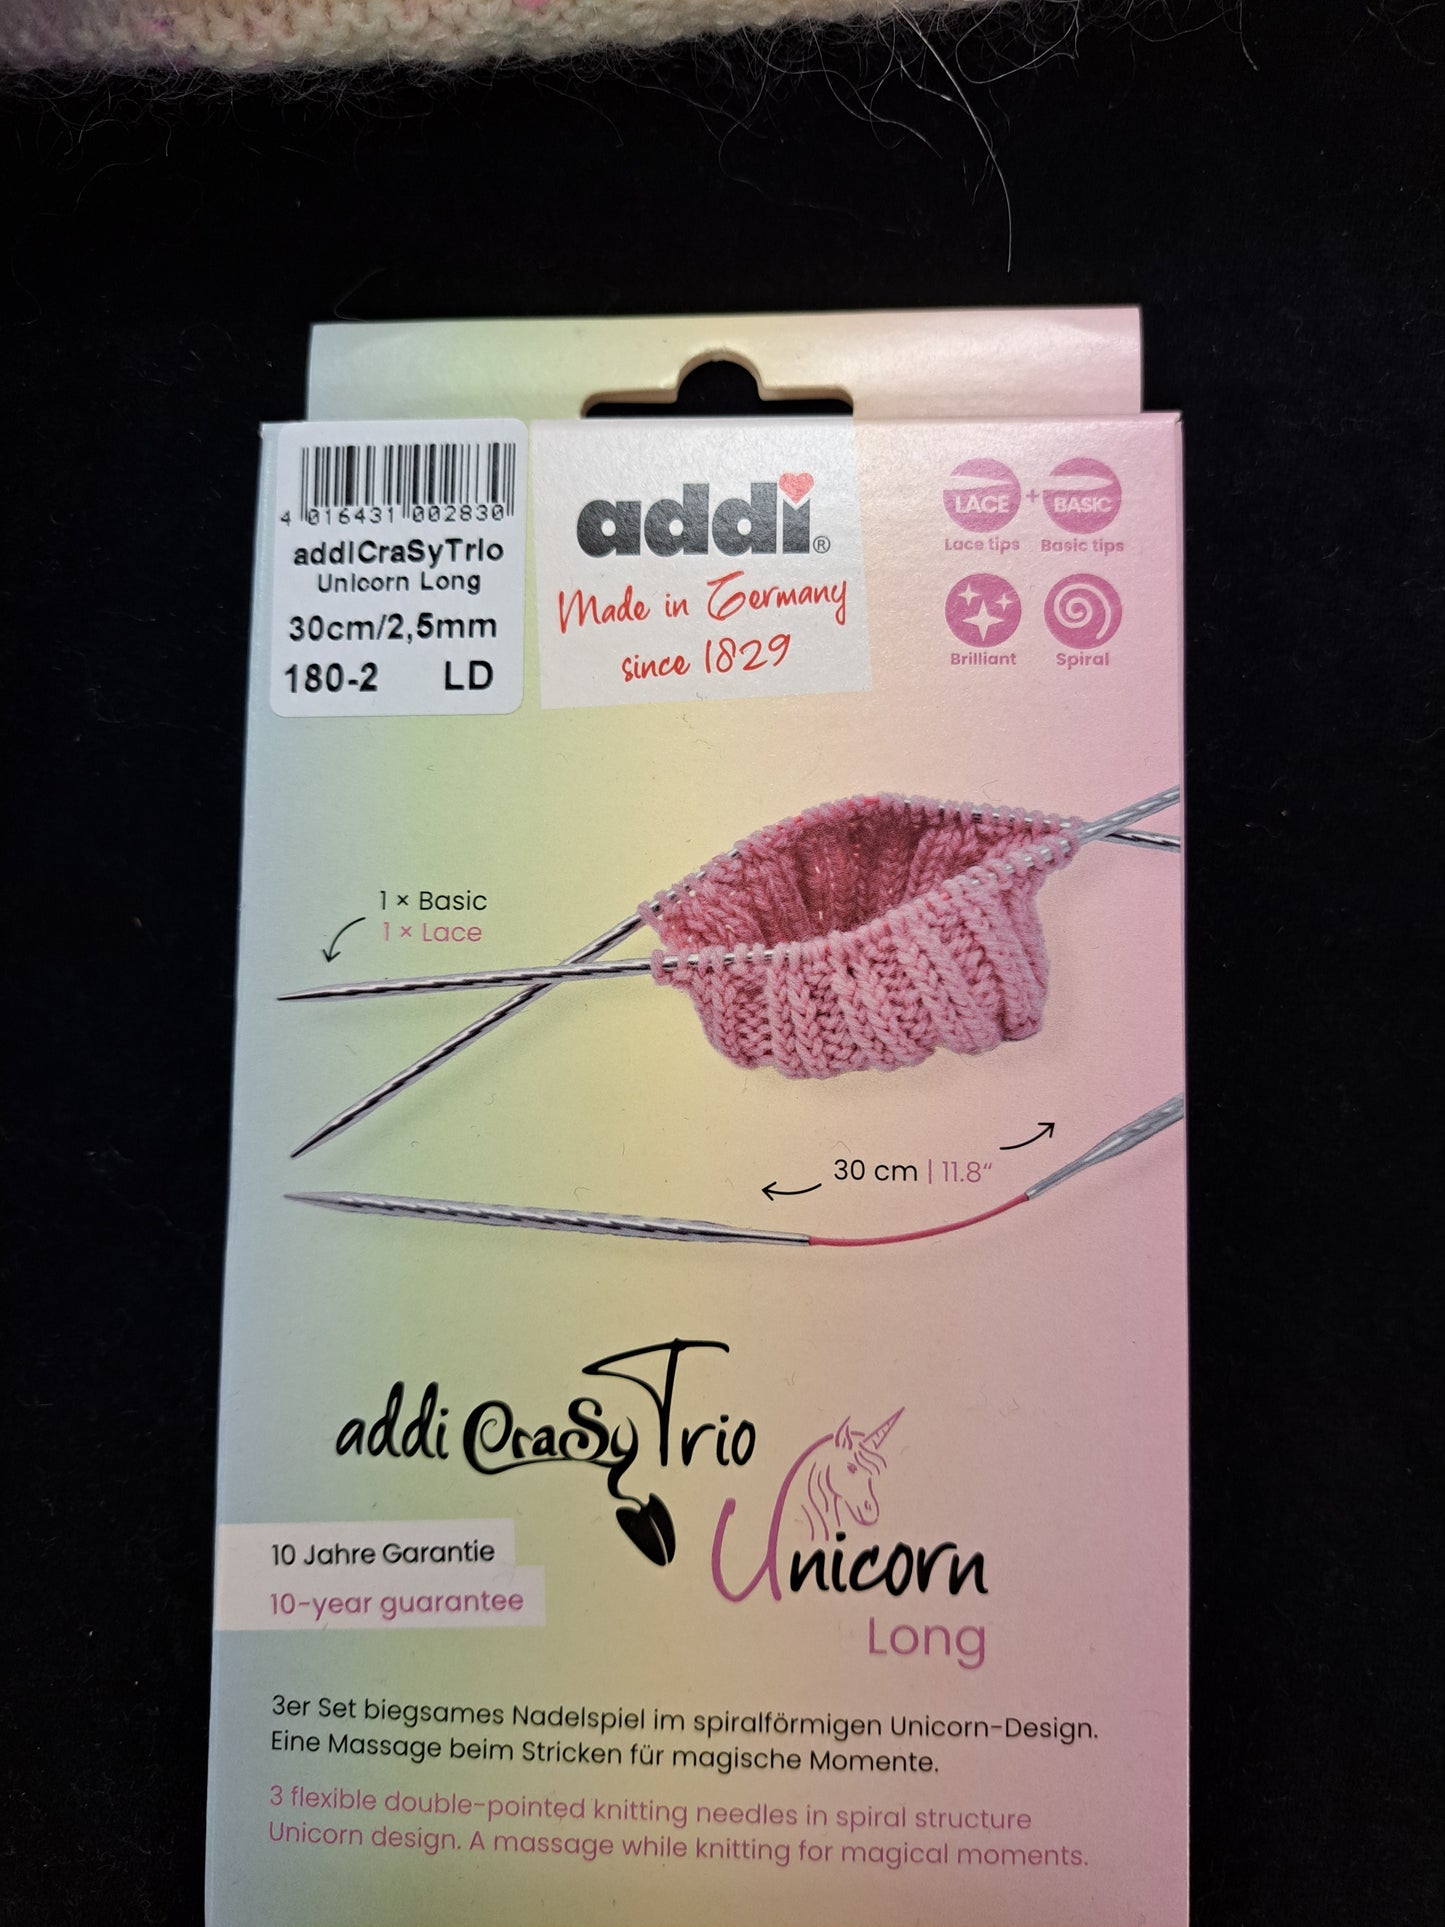 4 016431 002830
addiCraSyTrio
Unicorn Long
30cm/2,5mm
180-2 LD
addi®
Made in Germany
since 1829
LACE + BASIC
Lace tips Basic tips
Brilliant Spiral
1 × Basic
1 × Lace
30 cm | 11.8“
addi CraSyTrio
Unicorn
Long
10 Jahre Garantie
10-year guarantee
3er Set biegsames Nadelspiel im spiralförmigen Unicorn-Design.
Eine Massage beim Stricken für magische Momente.
3 flexible double-pointed knitting needles in spiral structure
Unicorn design. A massage while knitting for magical moments.